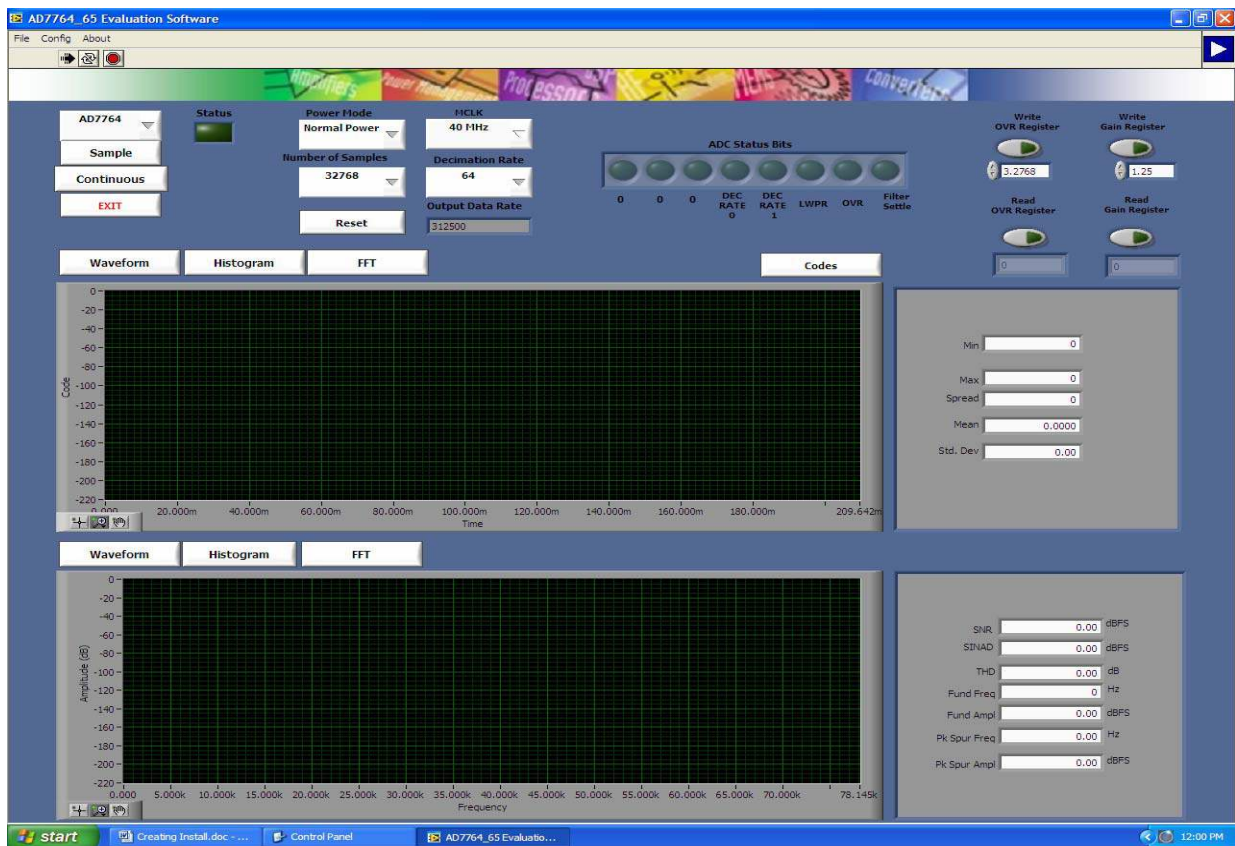 AD7764_65 Evaluation Software
File Config About
Amplifiers Power Management Processor DSP MEMS Converters
AD7764
Sample
Continuous
EXIT
Status
Power Mode
Normal Power
Number of Samples
32768
Reset
MCLK
40 MHz
Decimation Rate
64
Output Data Rate
312500
ADC Status Bits
0 0 0 DEC RATE 0 DEC RATE 1 LWPR OVR Filter Settle
Write OVR Register
3.2768
Write Gain Register
1.25
Read OVR Register
0
Read Gain Register
0
Waveform Histogram FFT Codes
Code
0
-20
-40
-60
-80
-100
-120
-140
-160
-180
-200
-220
0.000 20.000m 40.000m 60.000m 80.000m 100.000m 120.000m 140.000m 160.000m 180.000m 209.642m
Time
Min 0
Max 0
Spread 0
Mean 0.0000
Std. Dev 0.00
Waveform Histogram FFT
Amplitude (dB)
0
-20
-40
-60
-80
-100
-120
-140
-160
-180
-200
-220
0.000 5.000k 10.000k 15.000k 20.000k 25.000k 30.000k 35.000k 40.000k 45.000k 50.000k 55.000k 60.000k 65.000k 70.000k 78.145k
Frequency
SNR 0.00 dBFS
SINAD 0.00 dBFS
THD 0.00 dB
Fund Freq 0 Hz
Fund Ampl 0.00 dBFS
Pk Spur Freq 0.00 Hz
Pk Spur Ampl 0.00 dBFS
start Creating Install.doc - ... Control Panel AD7764_65 Evaluatio... 12:00 PM